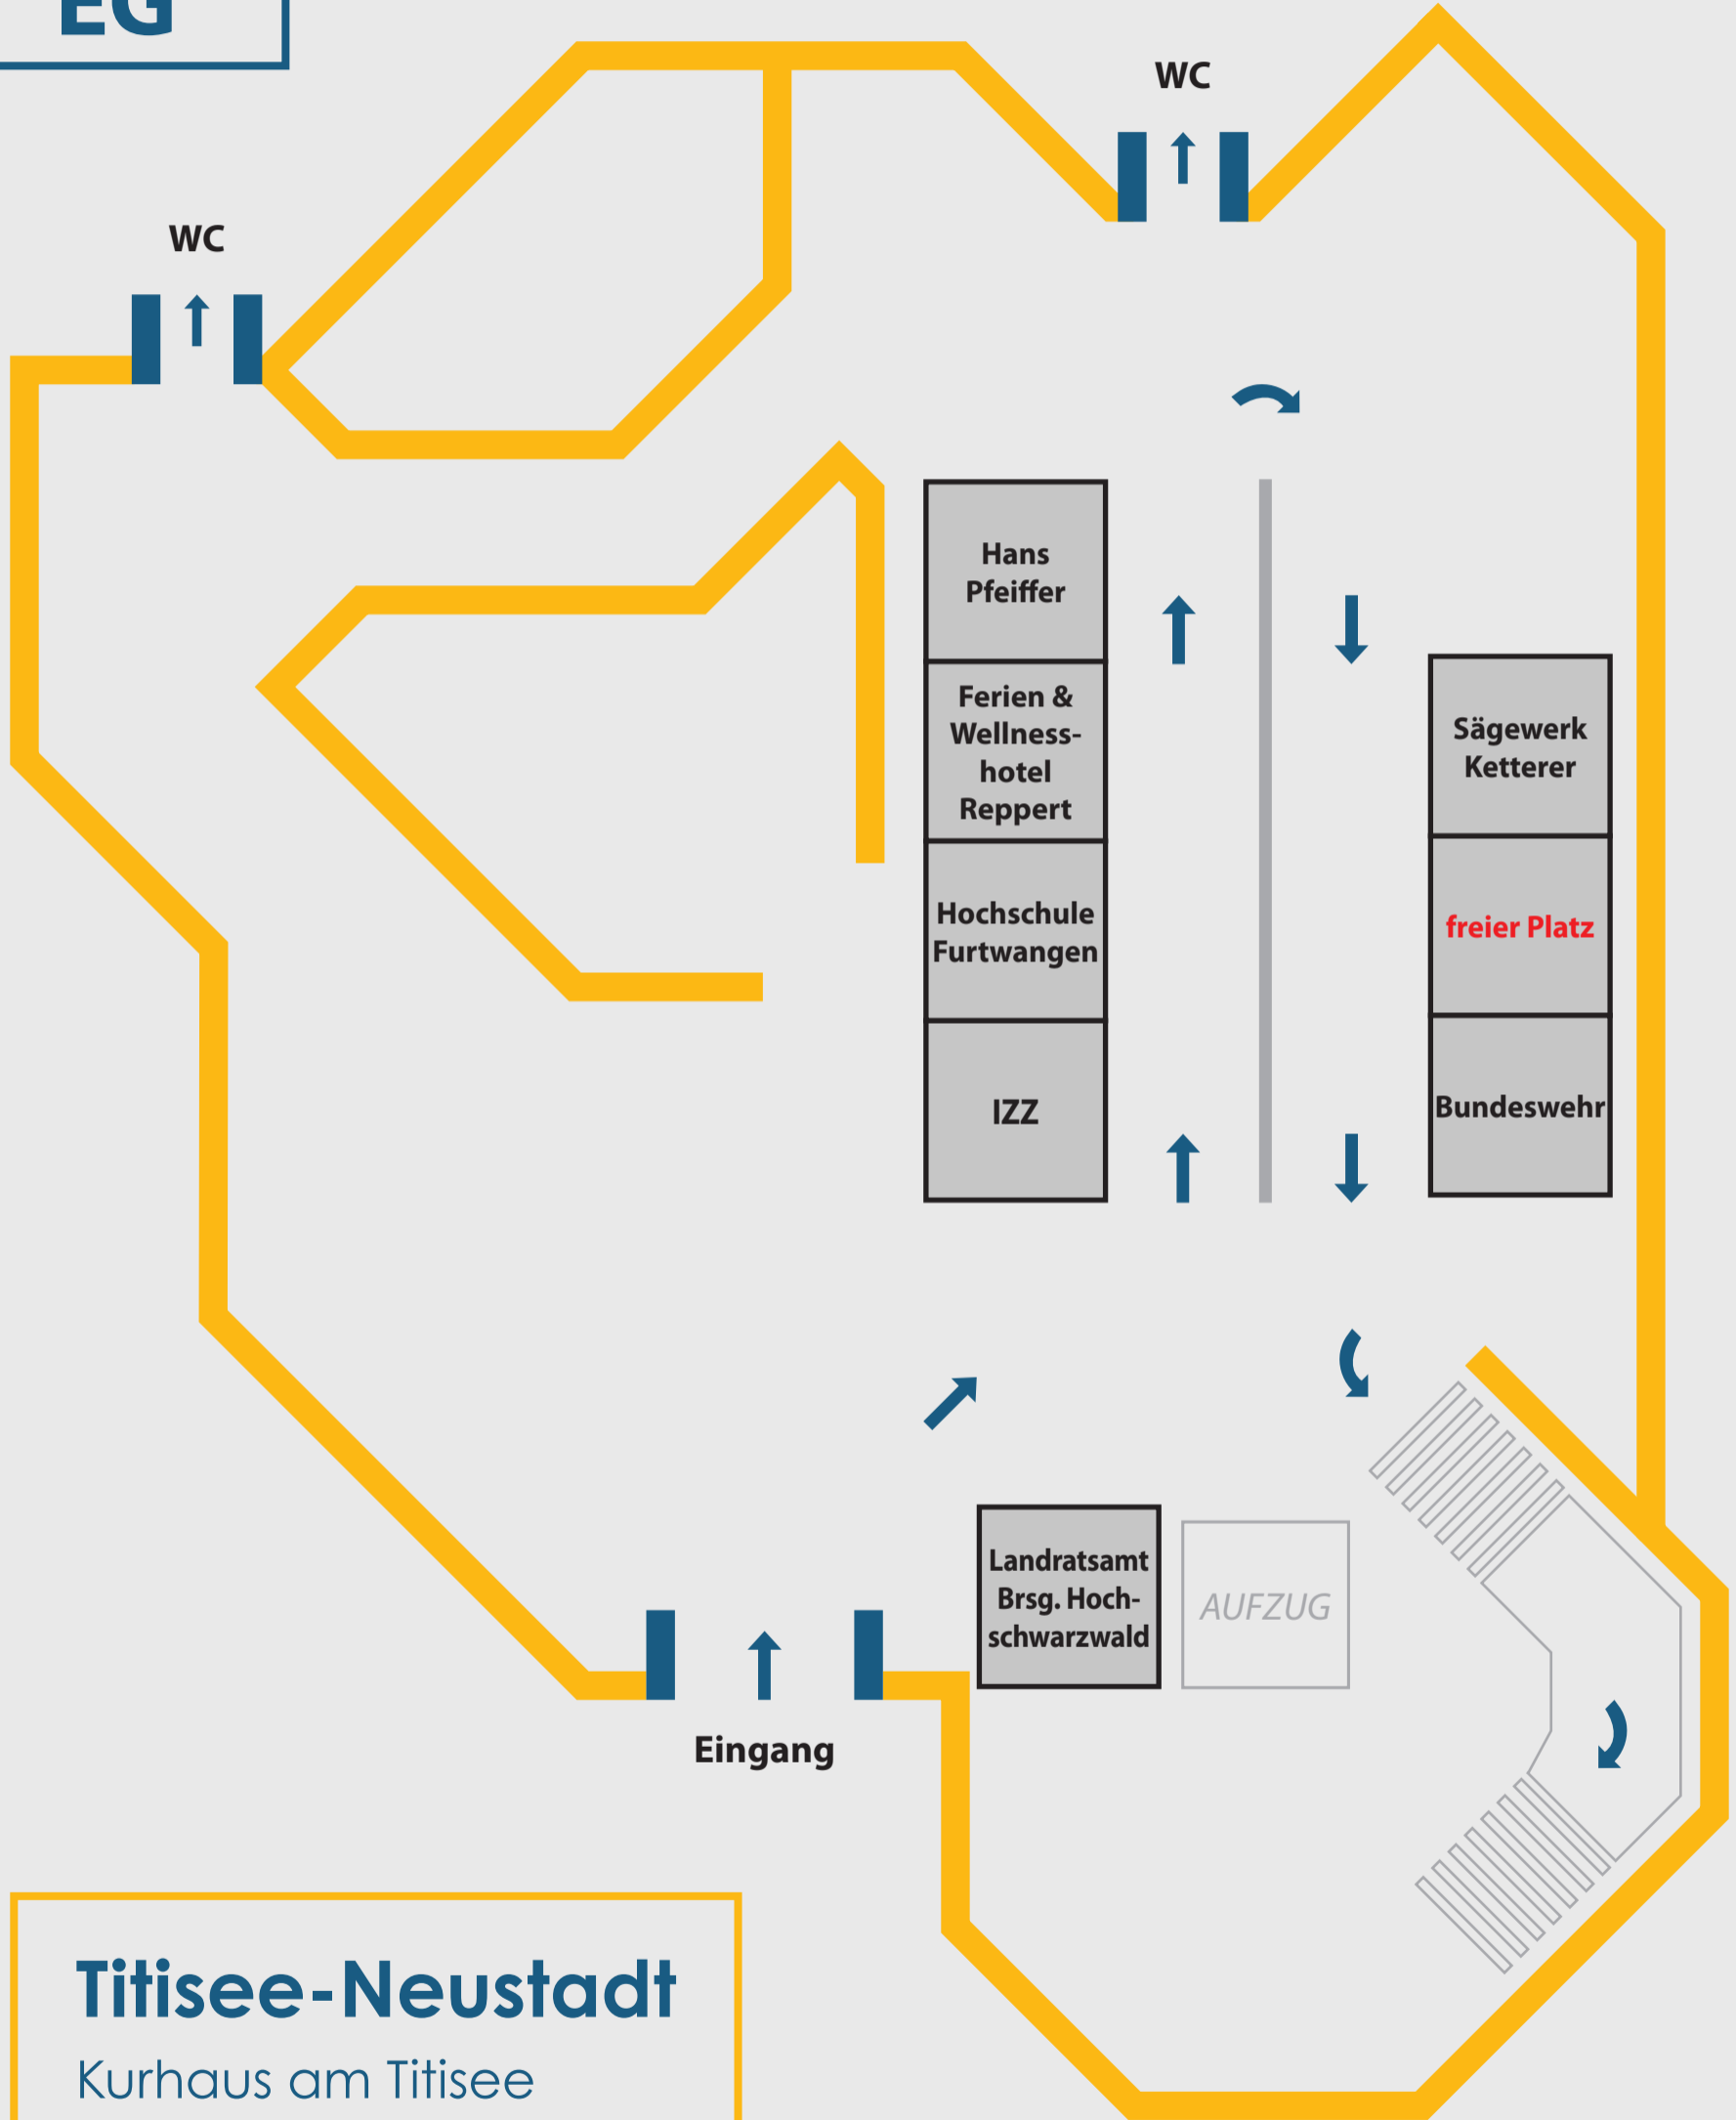 EG
WC
WC
Hans
Pfeiffer
Ferien &
Wellness-
hotel
Reppert
Hochschule
Furtwangen
IZZ
Sägewerk
Ketterer
freier Platz
Bundeswehr
Landratsamt
Brsg. Hoch-
schwarzwald
AUFZUG
Eingang
Titisee-Neustadt
Kurhaus am Titisee